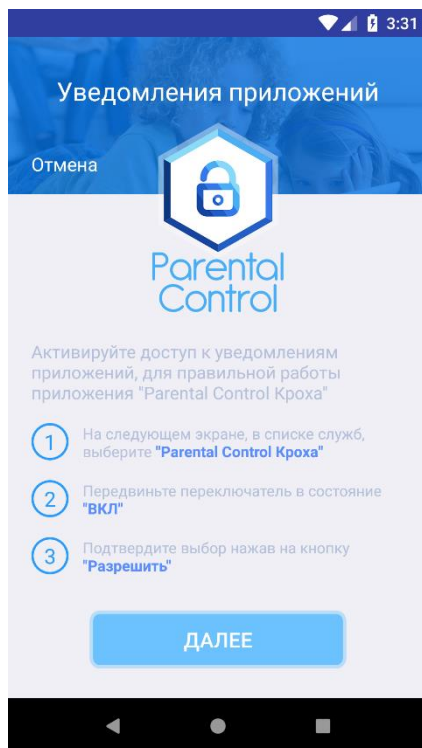 3:31
Уведомления приложений
Отмена
Parental
Control
Активируйте доступ к уведомлениям
приложений, для правильной работы
приложения "Parental Control Кроха"
1
На следующем экране, в списке служб,
выберите "Parental Control Кроха"
2
Передвиньте переключатель в состояние
"ВКЛ"
3
Подтвердите выбор нажав на кнопку
"Разрешить"
ДАЛЕЕ